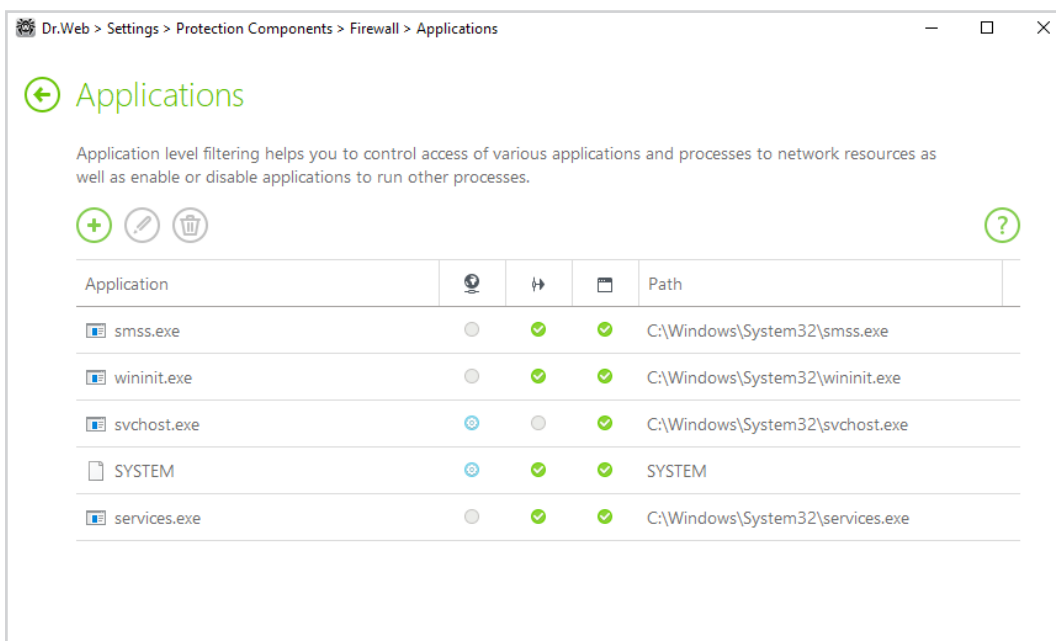 Dr.Web > Settings > Protection Components > Firewall > Applications
Applications
Application level filtering helps you to control access of various applications and processes to network resources as
well as enable or disable applications to run other processes.
?
Application Path
smss.exe C:\Windows\System32\smss.exe
wininit.exe C:\Windows\System32\wininit.exe
svchost.exe C:\Windows\System32\svchost.exe
SYSTEM SYSTEM
services.exe C:\Windows\System32\services.exe